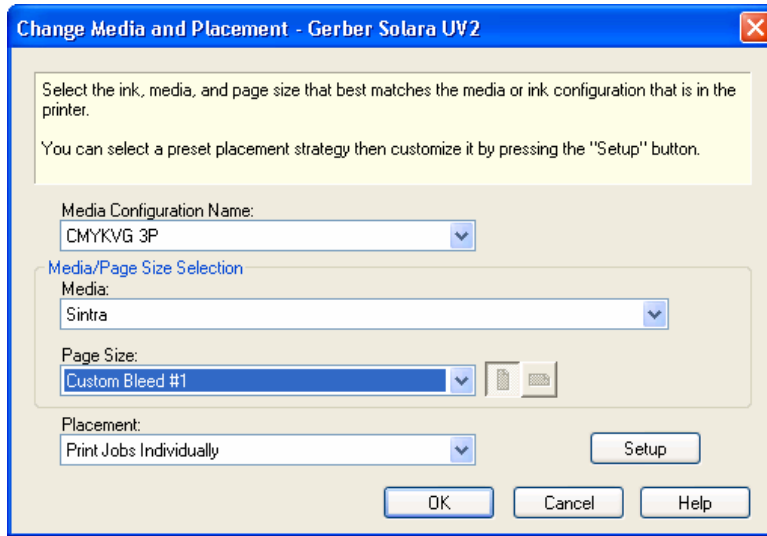 Change Media and Placement - Gerber Solara UV2
Select the ink, media, and page size that best matches the media or ink configuration that is in the
printer.
You can select a preset placement strategy then customize it by pressing the "Setup" button.
Media Configuration Name:
CMYKVG 3P
Media/Page Size Selection
Media:
Sintra
Page Size:
Custom Bleed #1
Placement:
Print Jobs Individually
Setup
OK
Cancel
Help